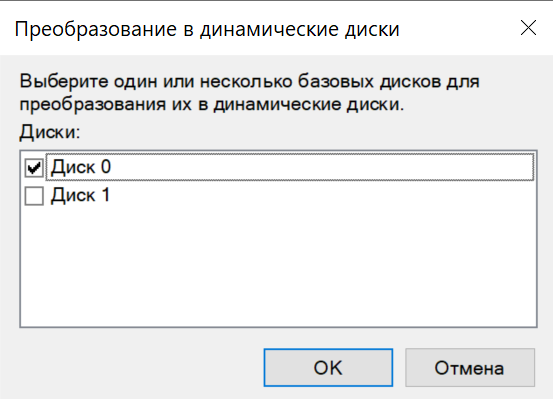 Преобразование в динамические диски
Выберите один или несколько базовых дисков для
преобразования их в динамические диски.
Диски:
Диск 0
Диск 1
OK
Отмена